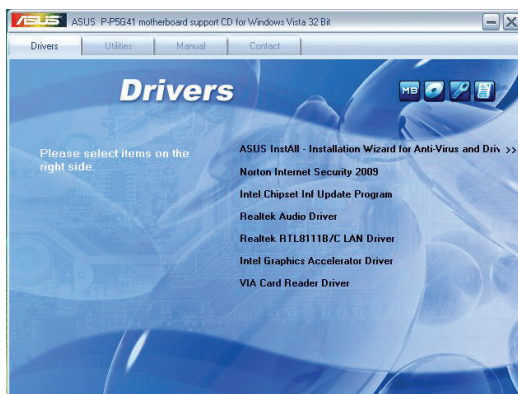 ASUS ASUS P-P5G41 motherboard support CD for Windows Vista 32 Bit
Drivers Utilities Manual Contact
Drivers
MB
Please select items on the
right side.
ASUS InstAll - Installation Wizard for Anti-Virus and Driv >>
Norton Internet Security 2009
Intel Chipset Inf Update Program
Realtek Audio Driver
Realtek RTL8111B/C LAN Driver
Intel Graphics Accelerator Driver
VIA Card Reader Driver